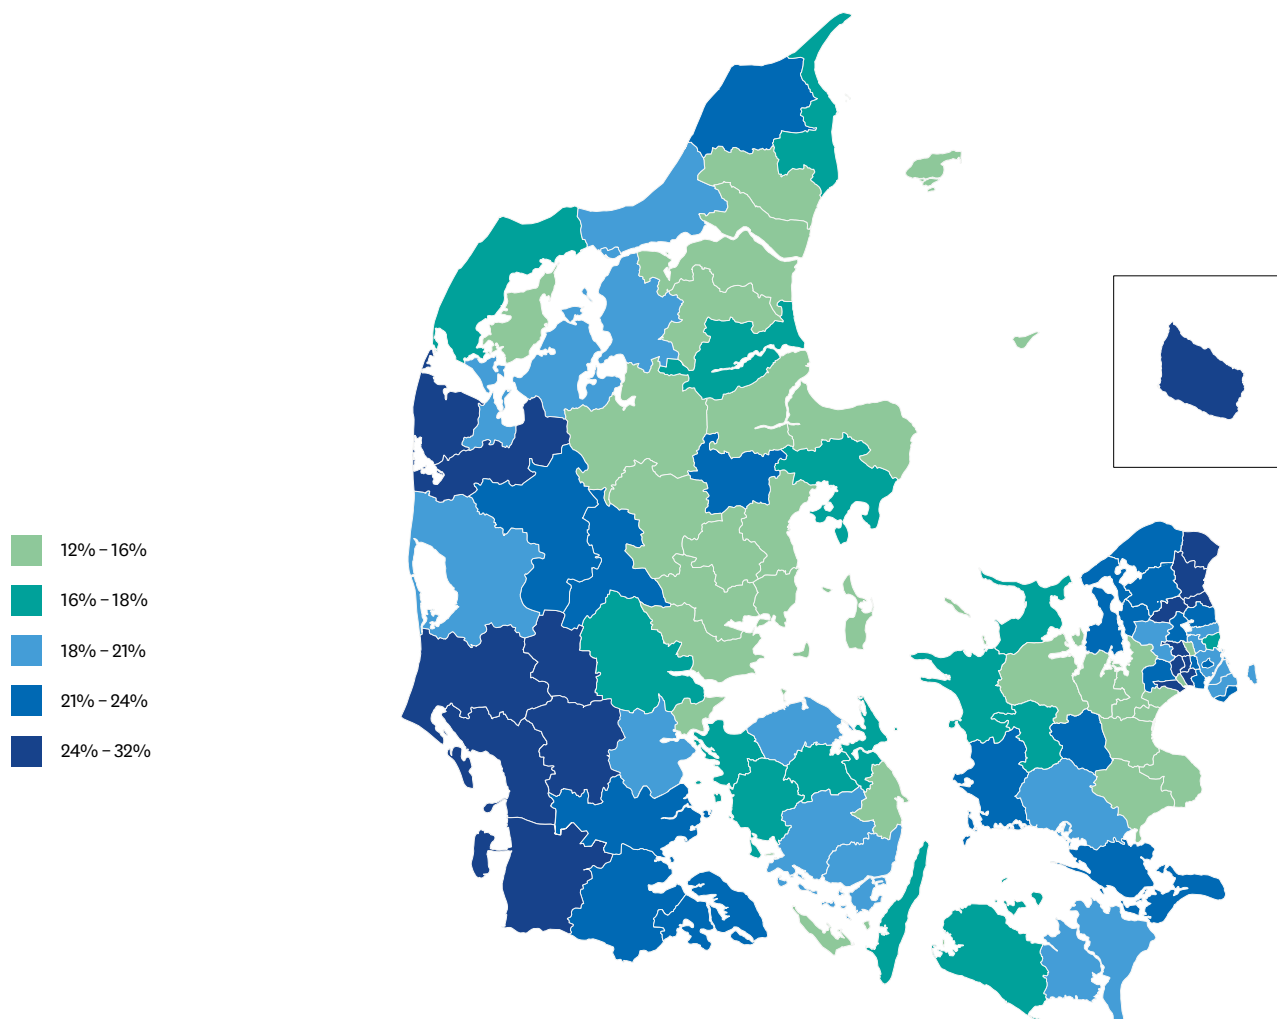 12% – 16%
16% – 18%
18% – 21%
21% – 24%
24% – 32%